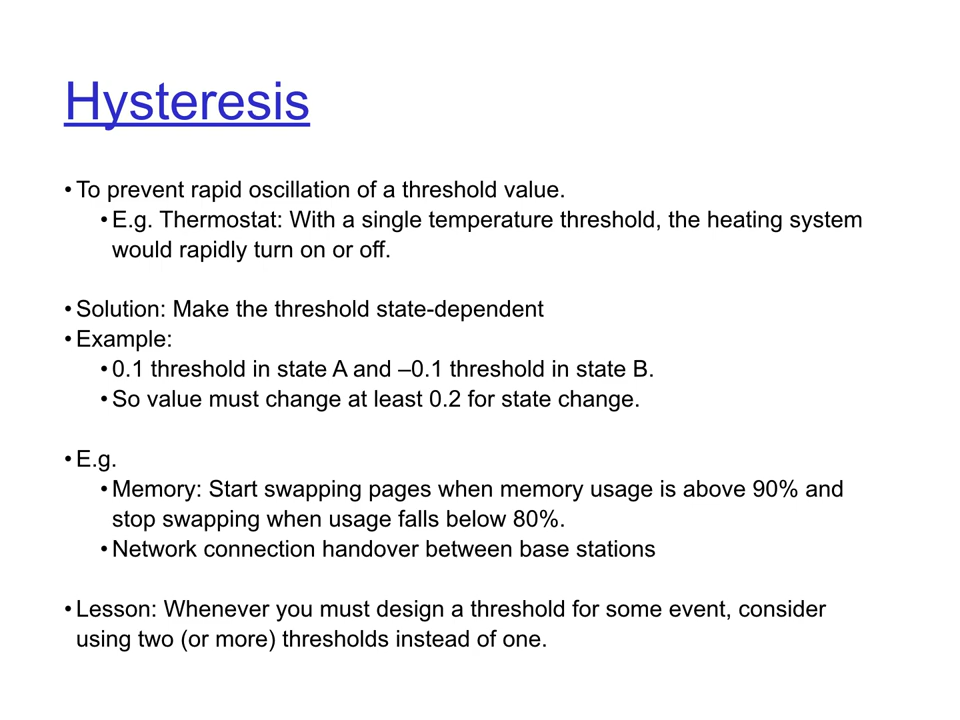 Hysteresis
• To prevent rapid oscillation of a threshold value.
• E.g. Thermostat: With a single temperature threshold, the heating system
would rapidly turn on or off.
• Solution: Make the threshold state-dependent
• Example:
• 0.1 threshold in state A and –0.1 threshold in state B.
• So value must change at least 0.2 for state change.
• E.g.
• Memory: Start swapping pages when memory usage is above 90% and
stop swapping when usage falls below 80%.
• Network connection handover between base stations
• Lesson: Whenever you must design a threshold for some event, consider
using two (or more) thresholds instead of one.